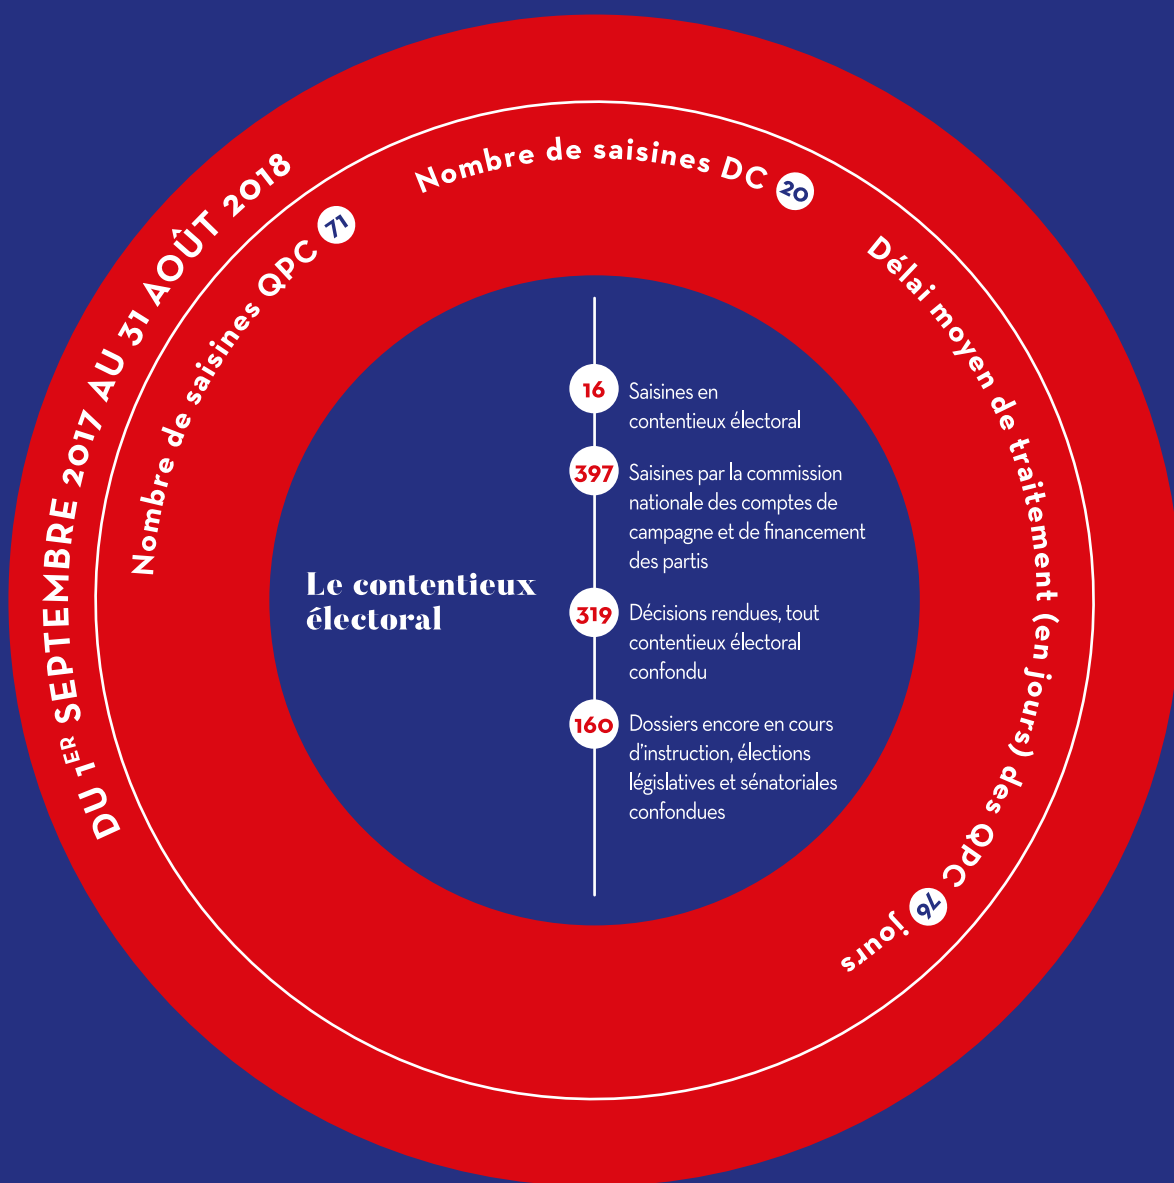 DU 1ER SEPTEMBRE 2017 AU 31 AOÛT 2018
Nombre de saisines QPC 71
Nombre de saisines DC 20
Délai moyen de traitement (en jours) des QPC 76 jours
Le contentieux
électoral
16 Saisines en
contentieux électoral
397 Saisines par la commission
nationale des comptes de
campagne et de financement
des partis
319 Décisions rendues, tout
contentieux électoral
confondu
160 Dossiers encore en cours
d'instruction, élections
législatives et sénatoriales
confondues